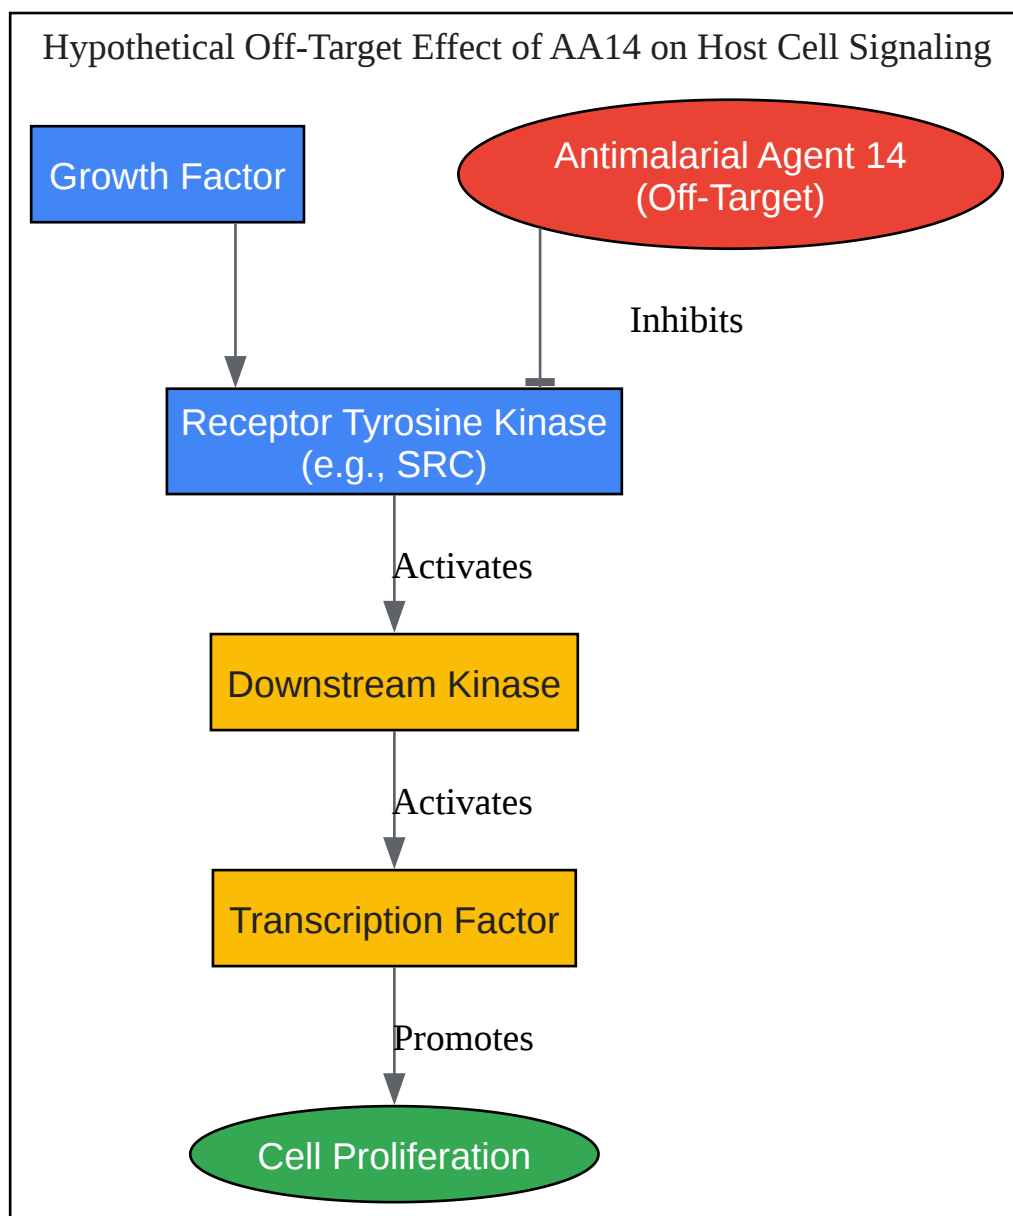 Hypothetical Off-Target Effect of AA14 on Host Cell Signaling
Growth Factor
Antimalarial Agent 14
(Off-Target)
Inhibits
Receptor Tyrosine Kinase
(e.g., SRC)
Activates
Downstream Kinase
Activates
Transcription Factor
Promotes
Cell Proliferation